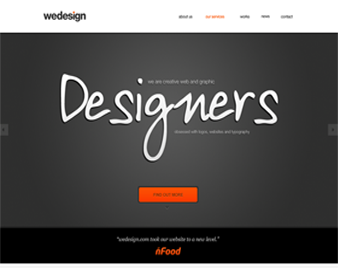 wedesign
about us our services works news contact
we are creative web and graphic
Designers
obsessed with logos, websites and typography
FIND OUT MORE
"wedesign.com took our website to a new level."
ñFood